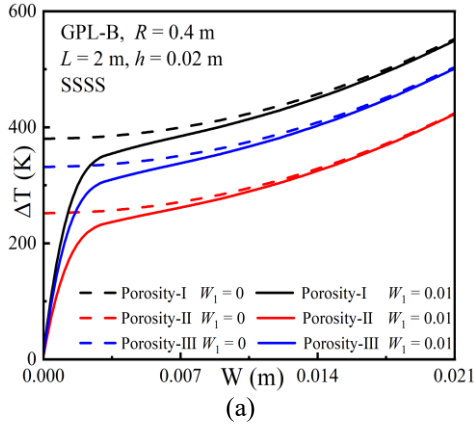 600
GPL-B, R = 0.4 m
L = 2 m, h = 0.02 m
SSSS
400
ΔT (K)
200
Porosity-I W₁ = 0 Porosity-I W₁ = 0.01
Porosity-II W₁ = 0 Porosity-II W₁ = 0.01
Porosity-III W₁ = 0 Porosity-III W₁ = 0.01
0
0.000 0.007 0.014 0.021
W (m)
(a)